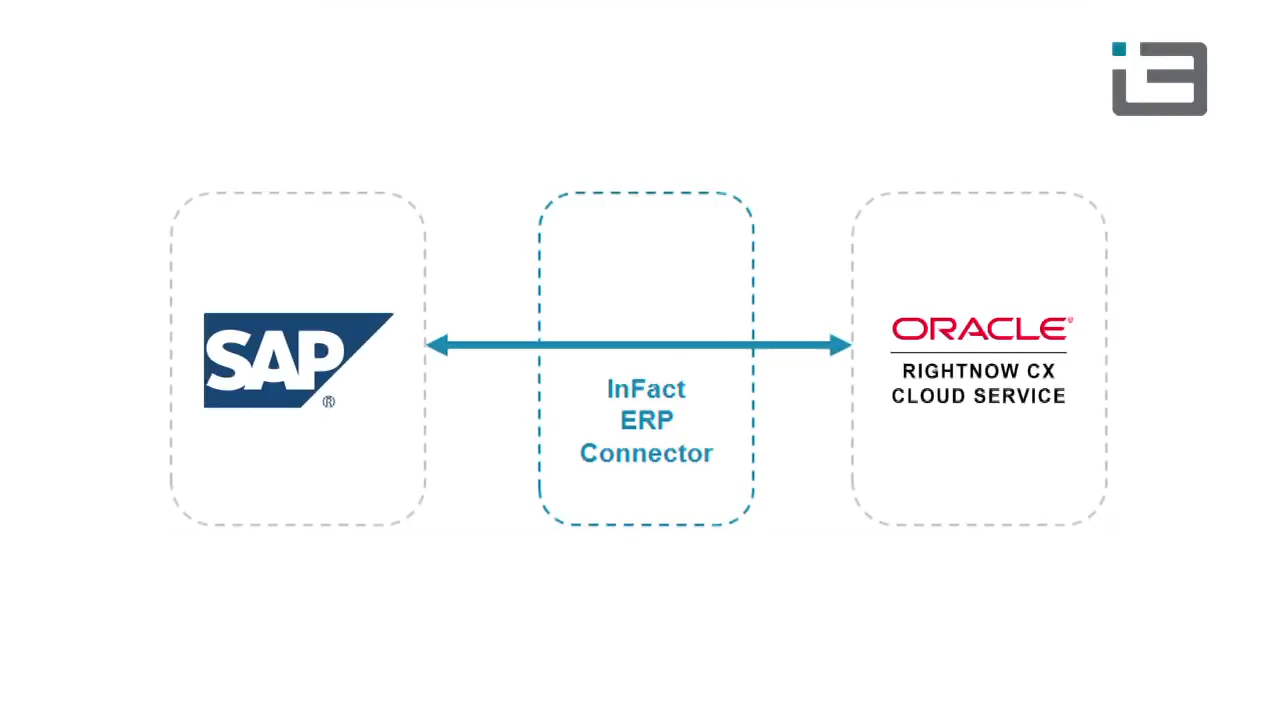 SAP
®
InFact
ERP
Connector
ORACLE®
RIGHTNOW CX
CLOUD SERVICE